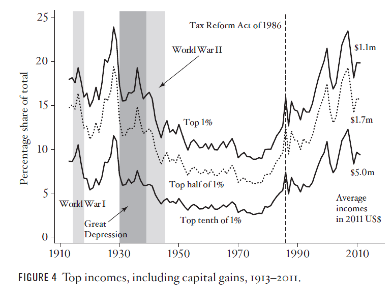 Percentage share of total
25
20
15
10
5
0
1910
1930
1950
1970
1990
2010
Tax Reform Act of 1986
World War II
$1.1m
$1.7m
$5.0m
Top 1%
Top half of 1%
Top tenth of 1%
World War I
Great
Depression
Average
incomes
in 2011 US$
FIGURE 4 Top incomes, including capital gains, 1913–2011.